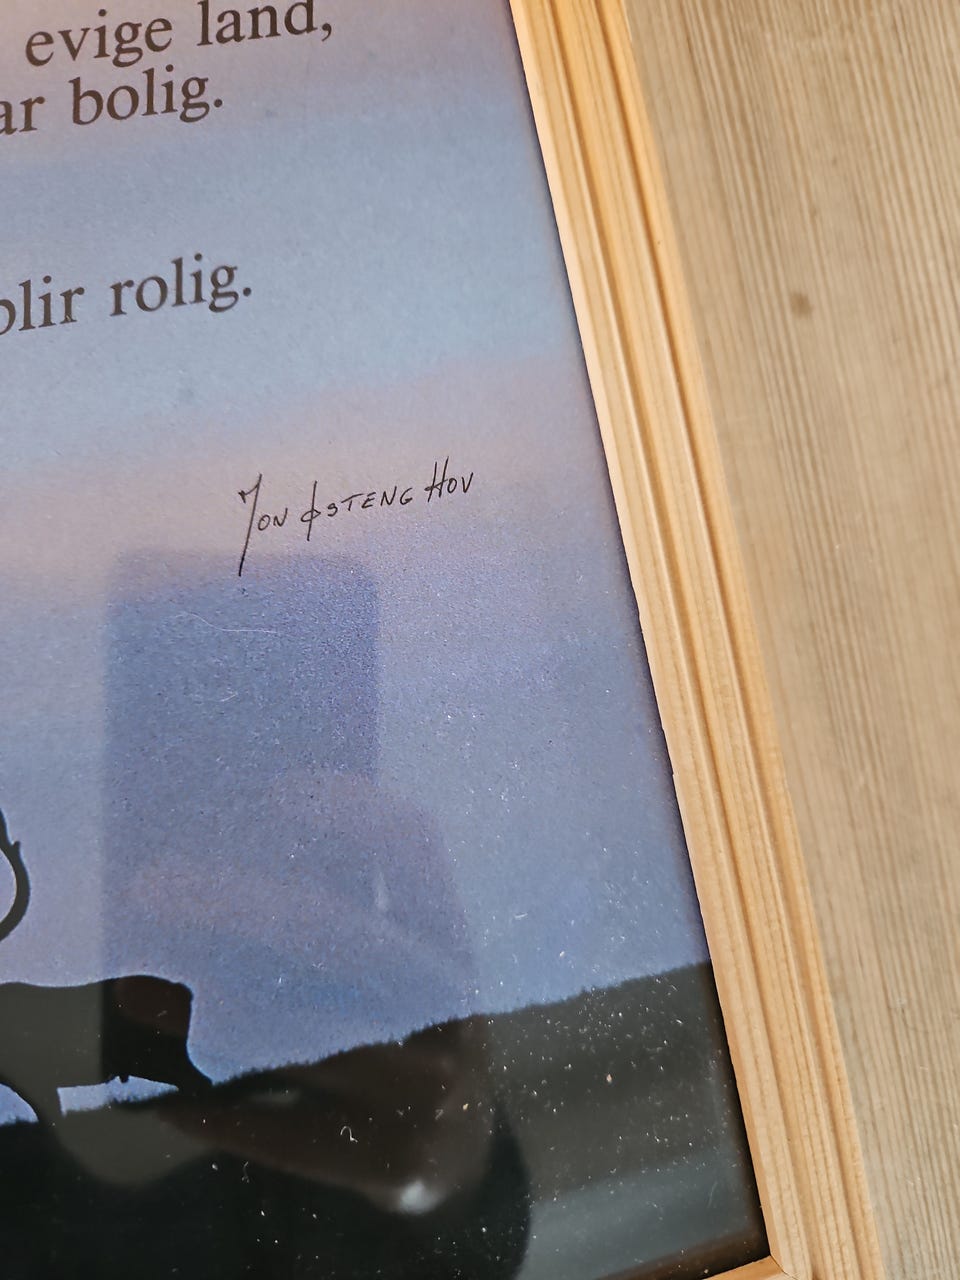 evige land,
ar bolig.
blir rolig.
Jon Østeng Hov